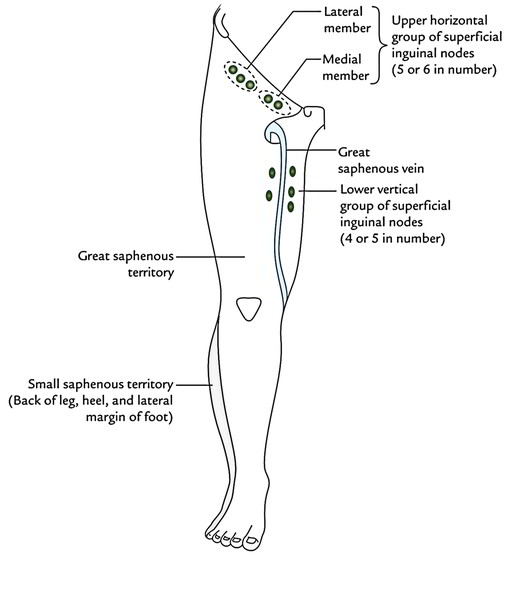 Lateral
member
Upper horizontal
group of superficial
inguinal nodes
(5 or 6 in number)
Medial
member
Great
saphenous vein
Lower vertical
group of superficial
inguinal nodes
(4 or 5 in number)
Great saphenous
territory
Small saphenous territory
(Back of leg, heel, and lateral
margin of foot)